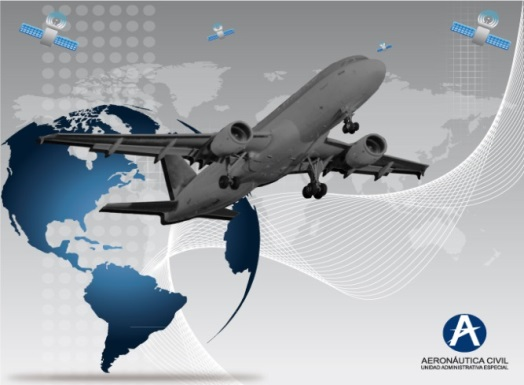 AERONÁUTICA CIVIL
UNIDAD ADMINISTRATIVA ESPECIAL